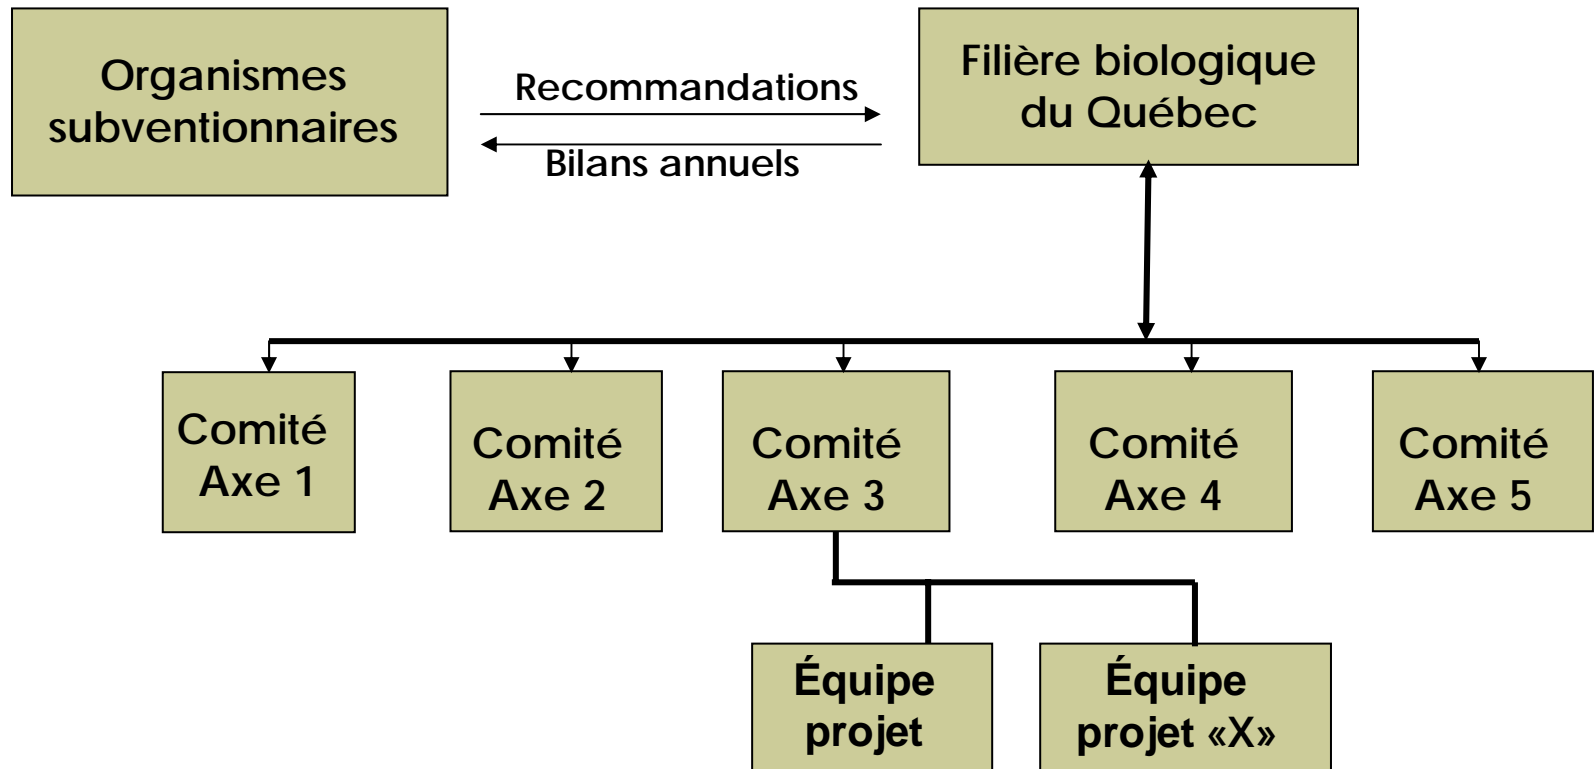 Organismes
subventionnaires
Recommandations
Bilans annuels
Filière biologique
du Québec
Comité
Axe 1
Comité
Axe 2
Comité
Axe 3
Comité
Axe 4
Comité
Axe 5
Équipe
projet
Équipe
projet «X»